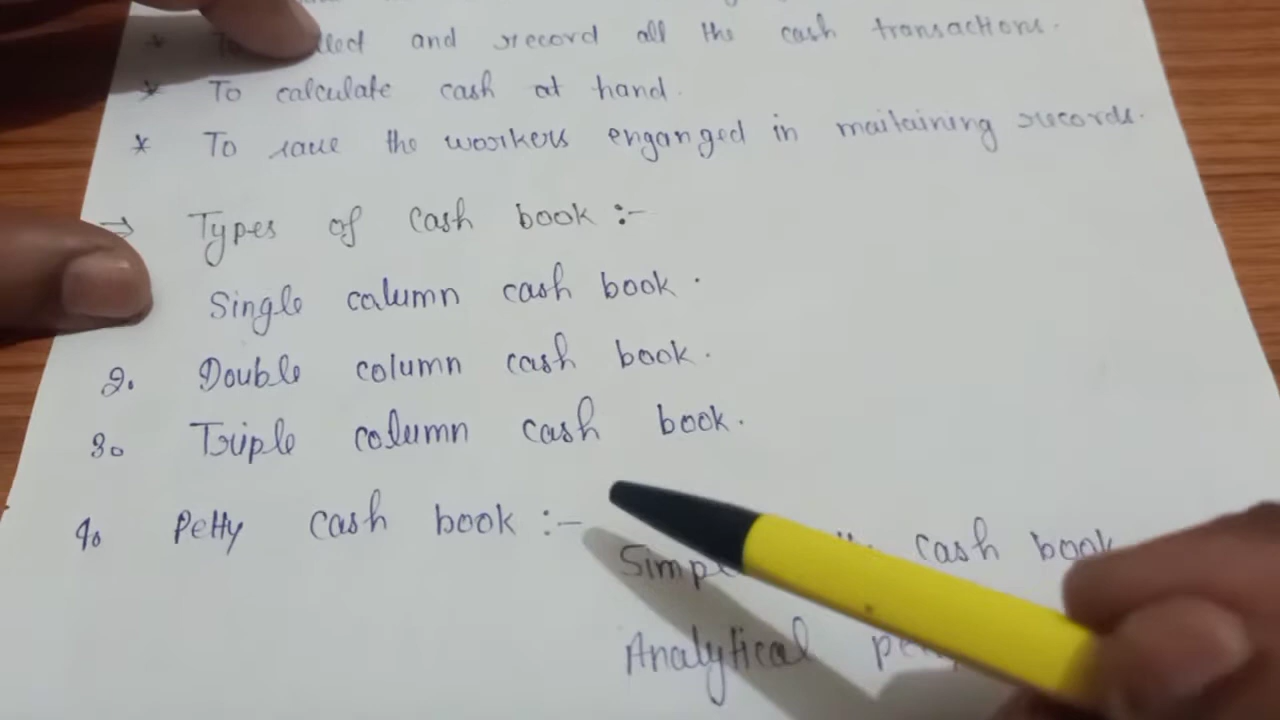 * and record all the cash transactions.
* To calculate cash at hand.
* To save the workers enganged in maitaining records.
⇒ Types of cash book :-
Single calumn cash book.
2. Double column cash book.
3. Triple column cash book.
4. Petty cash book :-
cash book
Analytical